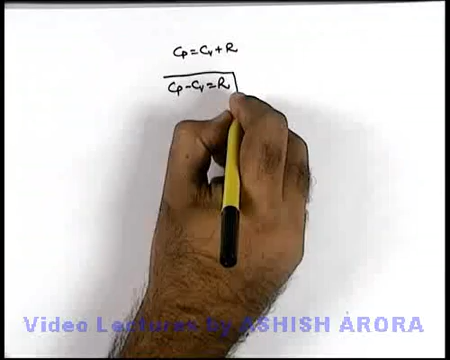 Cp = Cv + R
Cp - Cv = R
Video Lectures by ASHISH ARORA